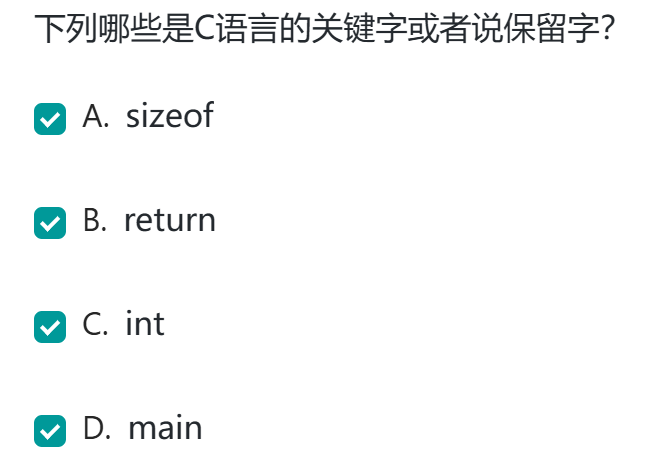 下列哪些是C语言的关键字或者说保留字？
A. sizeof
B. return
C. int
D. main